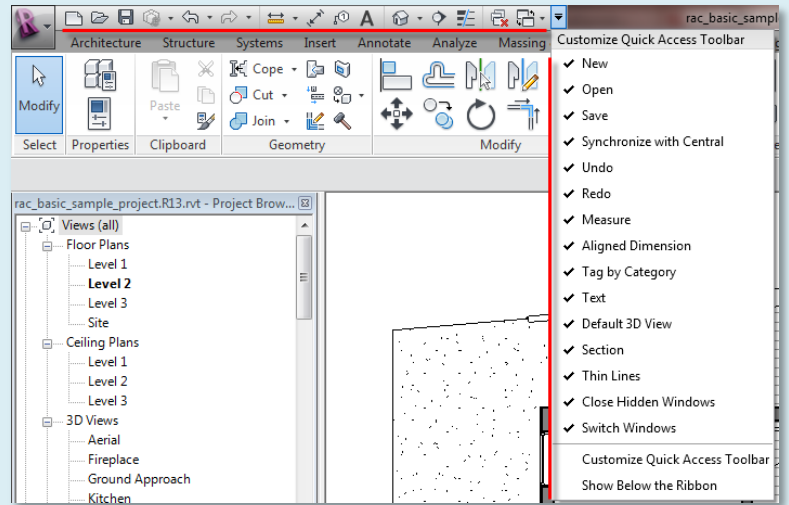 rac_basic_sampl
Architecture Structure Systems Insert Annotate Analyze Massing
Modify
Paste
Cope
Cut
Join
Select Properties Clipboard Geometry Modify
rac_basic_sample_project.R13.rvt - Project Brow...
Views (all)
Floor Plans
Level 1
Level 2
Level 3
Site
Ceiling Plans
Level 1
Level 2
Level 3
3D Views
Aerial
Fireplace
Ground Approach
Kitchen
Customize Quick Access Toolbar
New
Open
Save
Synchronize with Central
Undo
Redo
Measure
Aligned Dimension
Tag by Category
Text
Default 3D View
Section
Thin Lines
Close Hidden Windows
Switch Windows
Customize Quick Access Toolbar
Show Below the Ribbon